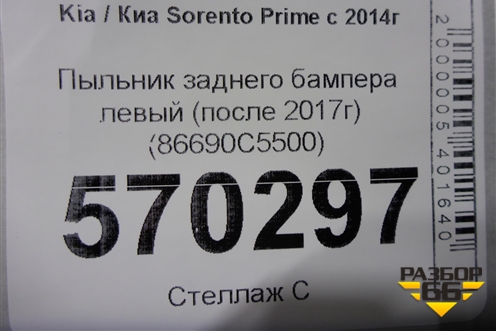 Kia / Киа Sorento Prime с 2014г
Пыльник заднего бампера
левый (после 2017г)
(86690C5500)
570297
Стеллаж С
2000005401640
РАЗБОР
66